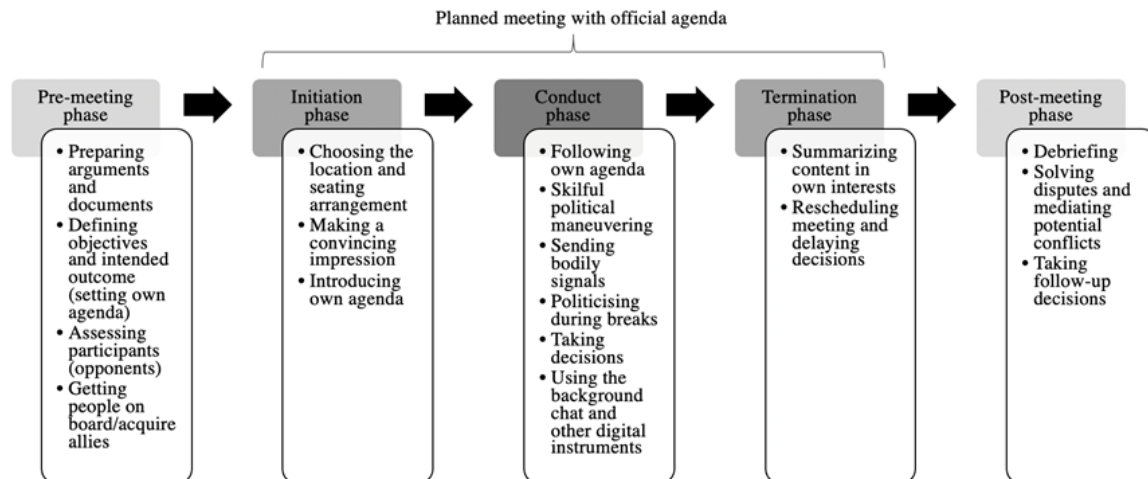 Planned meeting with official agenda
Pre-meeting
phase
• Preparing
arguments and
documents
• Defining
objectives
and intended
outcome
(setting own
agenda)
• Assessing
participants
(opponents)
• Getting
people on
board/acquire
allies
Initiation
phase
• Choosing the
location and
seating
arrangement
• Making a
convincing
impression
• Introducing
own agenda
Conduct
phase
• Following
own agenda
• Skilful
political
maneuvering
• Sending
bodily
signals
• Politicising
during breaks
• Taking
decisions
• Using the
background
chat and
other digital
instruments
Termination
phase
• Summarizing
content in
own interests
• Rescheduling
meeting and
delaying
decisions
Post-meeting
phase
• Debriefing
• Solving
disputes and
mediating
potential
conflicts
• Taking
follow-up
decisions